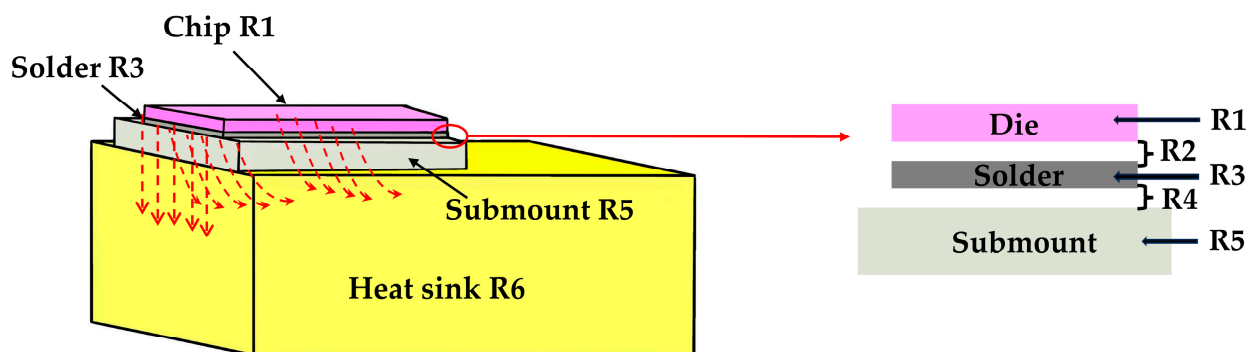 Chip R1
Solder R3
Submount R5
Heat sink R6
Die
R1
R2
Solder
R3
R4
Submount
R5